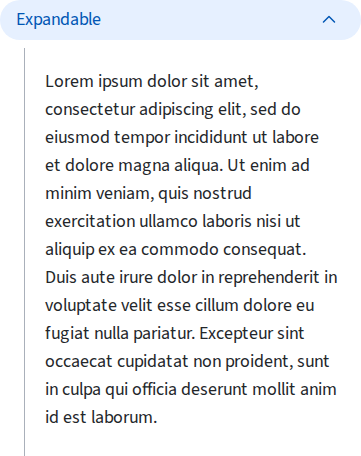 Expandable
Lorem ipsum dolor sit amet,
consectetur adipiscing elit, sed do
eiusmod tempor incididunt ut labore
et dolore magna aliqua. Ut enim ad
minim veniam, quis nostrud
exercitation ullamco laboris nisi ut
aliquip ex ea commodo consequat.
Duis aute irure dolor in reprehenderit in
voluptate velit esse cillum dolore eu
fugiat nulla pariatur. Excepteur sint
occaecat cupidatat non proident, sunt
in culpa qui officia deserunt mollit anim
id est laborum.